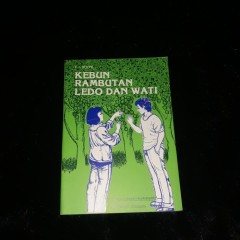 KEBUN
RAMBUTAN
LEDO DAN WATI